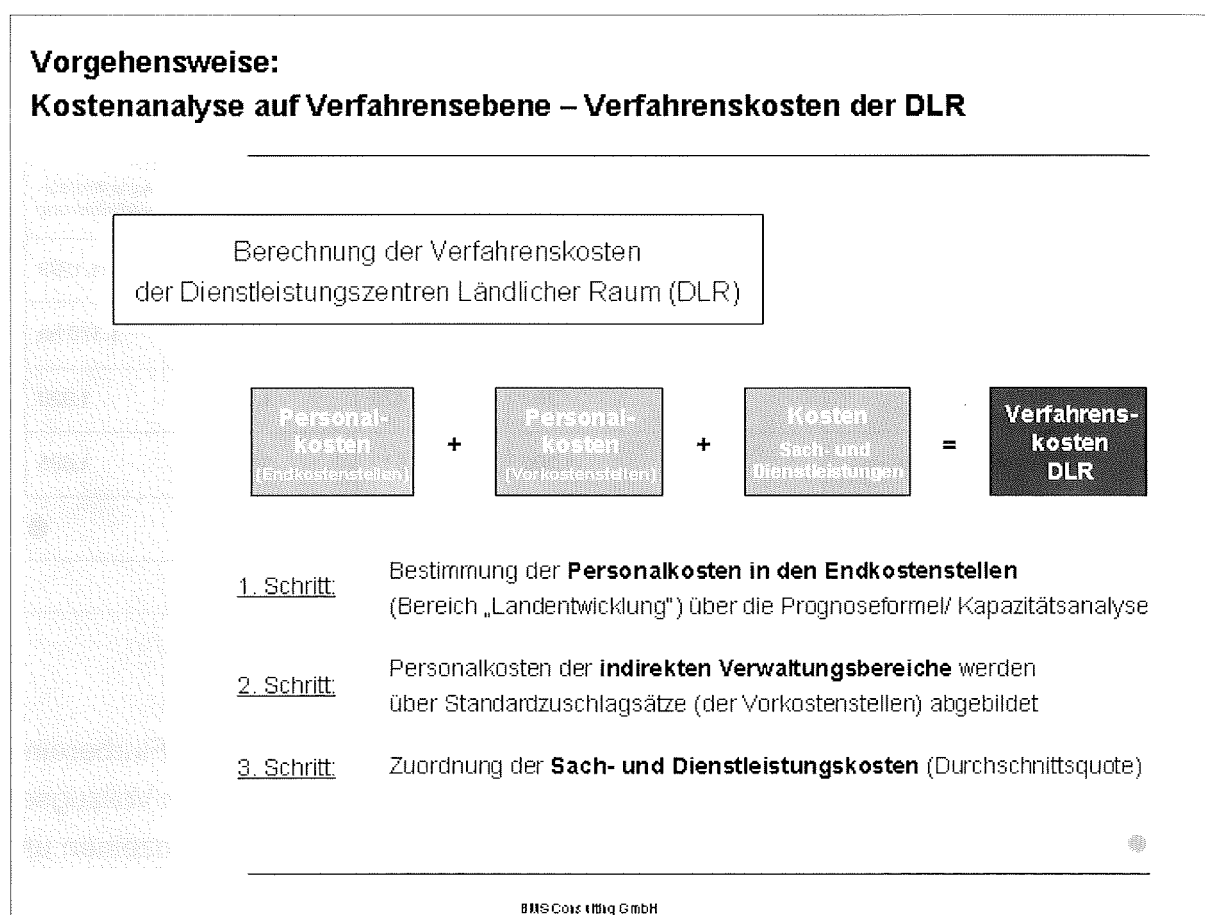 Vorgehensweise:
Kostenanalyse auf Verfahrensebene – Verfahrenskosten der DLR
Berechnung der Verfahrenskosten
der Dienstleistungszentren Ländlicher Raum (DLR)
Personal-
kosten
(Endkostenstellen)
+
Personal-
kosten
(Vorkostenstellen)
+
Kosten
Sach- und
Dienstleistungen
=
Verfahrens-
kosten
DLR
1. Schritt:
Bestimmung der Personalkosten in den Endkostenstellen
(Bereich „Landentwicklung") über die Prognoseformel/ Kapazitätsanalyse
2. Schritt:
Personalkosten der indirekten Verwaltungsbereiche werden
über Standardzuschlagsätze (der Vorkostenstellen) abgebildet
3. Schritt:
Zuordnung der Sach- und Dienstleistungskosten (Durchschnittsquote)
BMS Consulting GmbH